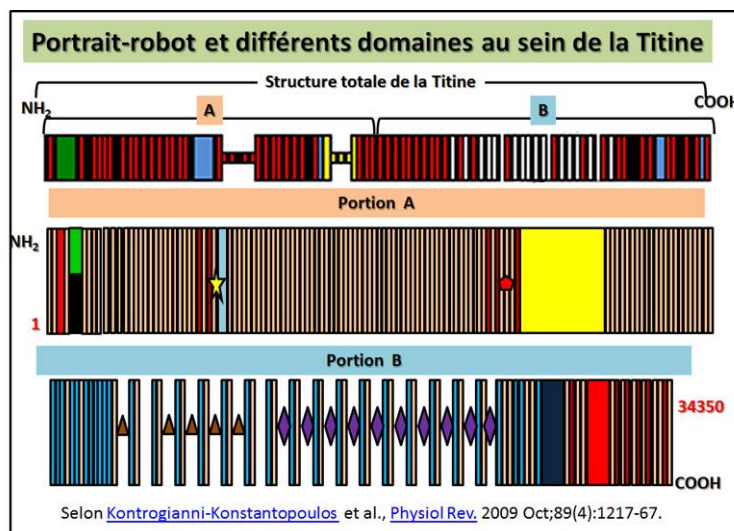 Portrait-robot et différents domaines au sein de la Titine
Structure totale de la Titine
NH2
COOH
A
B
Portion A
NH2
1
Portion B
34350
COOH
Selon Kontrogianni-Konstantopoulos et al., Physiol Rev. 2009 Oct;89(4):1217-67.